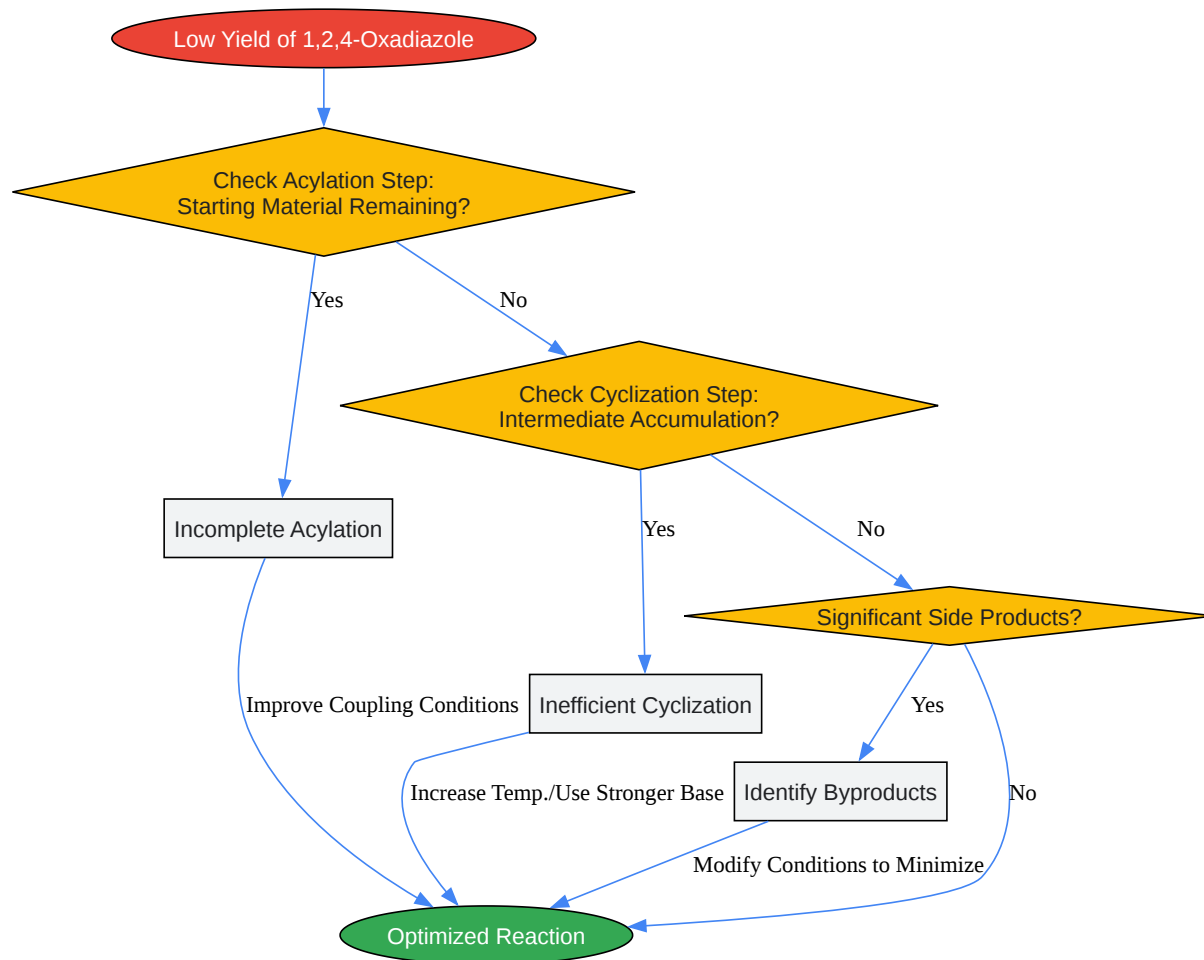 Low Yield of 1,2,4-Oxadiazole
Check Acylation Step:
Starting Material Remaining?
Yes
No
Check Cyclization Step:
Intermediate Accumulation?
Incomplete Acylation
Yes
No
Significant Side Products?
Improve Coupling Conditions
Inefficient Cyclization
Yes
Increase Temp./Use Stronger Base
Identify Byproducts
No
Modify Conditions to Minimize
Optimized Reaction